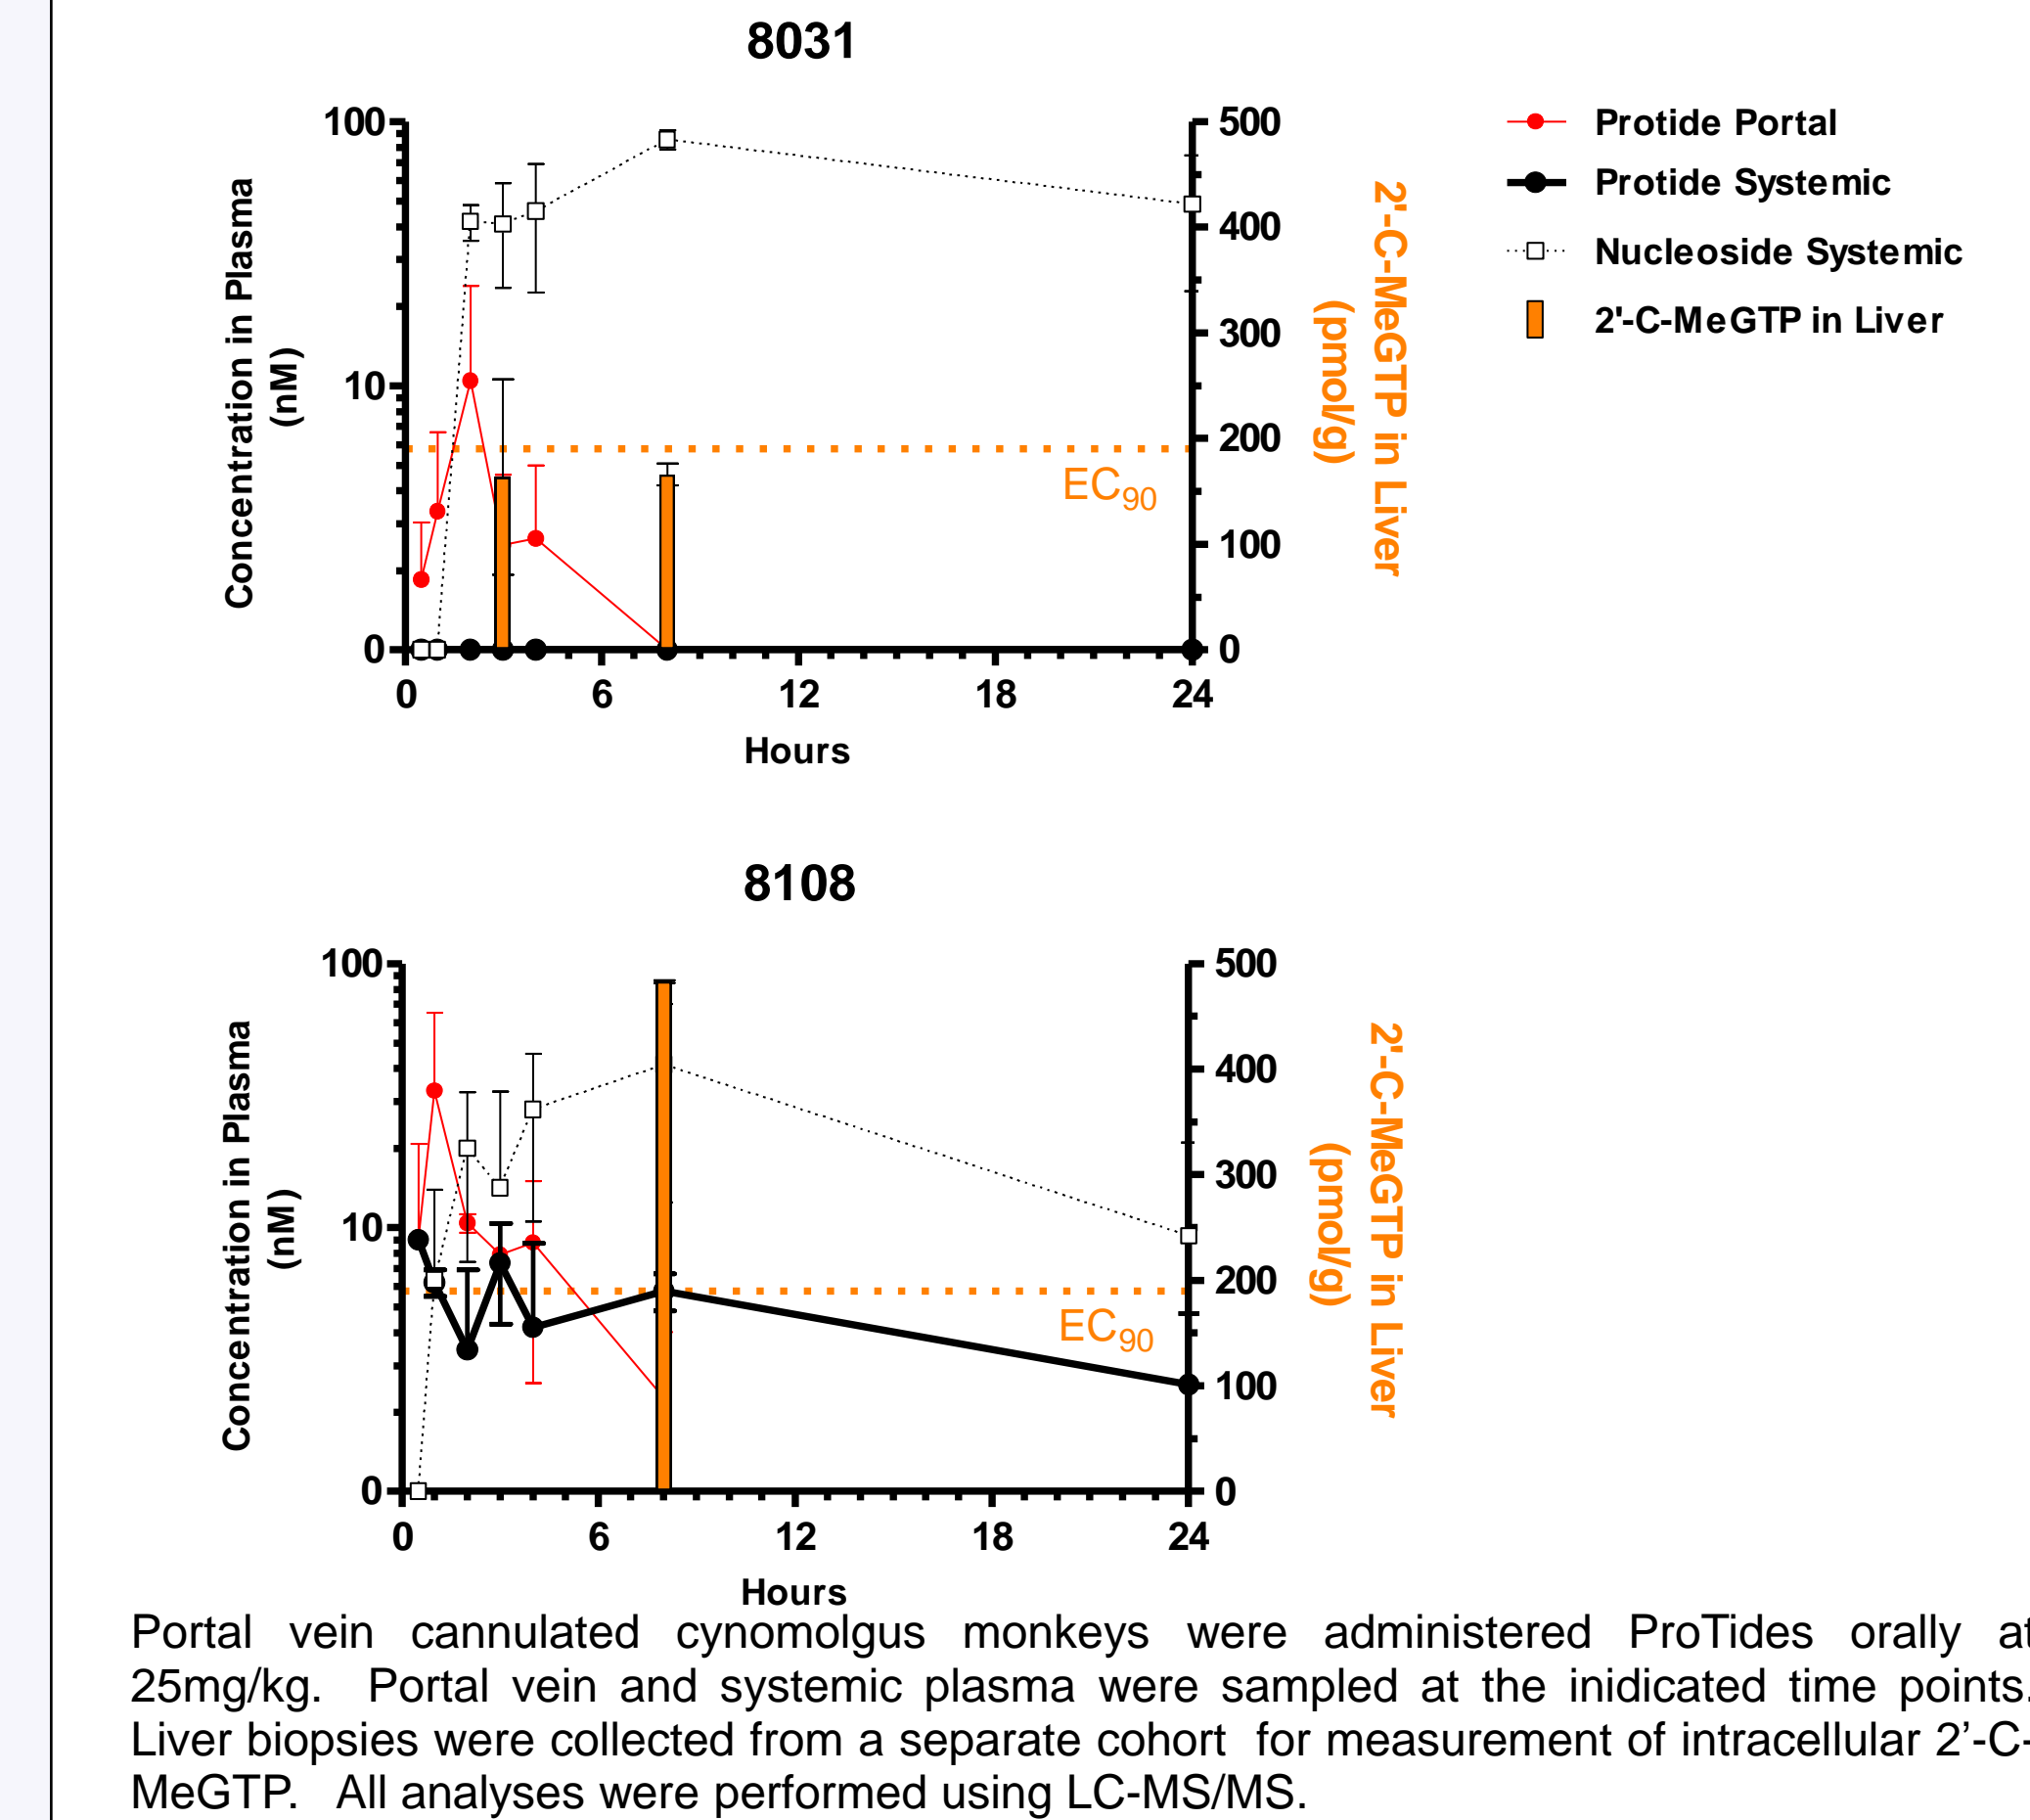 8031
100
10
0
Concentration in Plasma
(nM)
0 6 12 18 24
Hours
500
400
300
200
100
0
2'-C-MeGTP in Liver
(pmol/g)
EC90
Protide Portal
Protide Systemic
Nucleoside Systemic
2'-C-MeGTP in Liver
8108
100
10
0
Concentration in Plasma
(nM)
0 6 12 18 24
Hours
500
400
300
200
100
0
2'-C-MeGTP in Liver
(pmol/g)
EC90
Portal vein cannulated cynomolgus monkeys were administered ProTides orally at
25mg/kg. Portal vein and systemic plasma were sampled at the inidicated time points.
Liver biopsies were collected from a separate cohort for measurement of intracellular 2’-C-
MeGTP. All analyses were performed using LC-MS/MS.